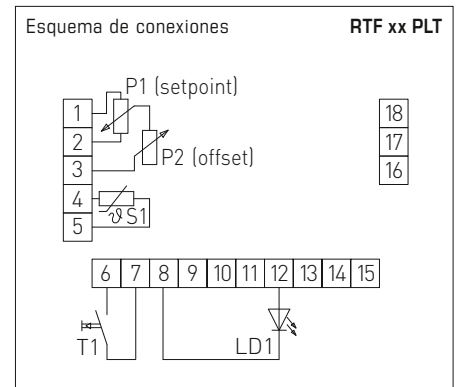 Esquema de conexiones RTF xx PLT
P1 (setpoint)
1 18
2 17
P2 (offset)
3 16
4
ϑ S1
5
6 7 8 9 10 11 12 13 14 15
T1 LD1